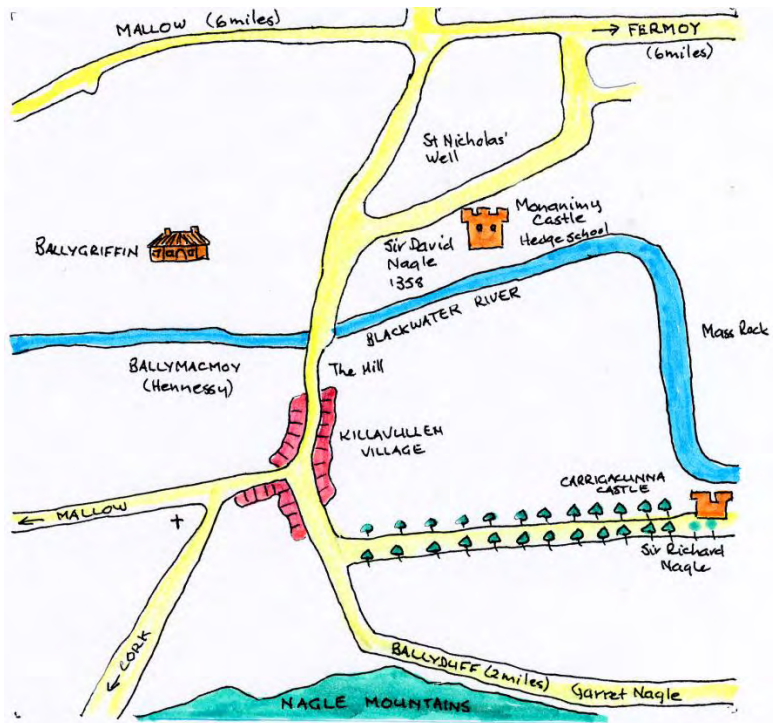 MALLOW (6miles)
→ FERMOY
(6miles)
St Nicholas'
Well
Monanimy
Castle
Hedge School
Sir David
Nagle
1358
BALLYGRIFFIN
BLACKWATER RIVER
Mass Rock
BALLYMACMOY
(Hennessy)
The Hill
KILLAVULLEN
VILLAGE
CARRIGACUNNA
CASTLE
← MALLOW
Sir Richard
Nagle
← CORK
BALLYDUFF (2miles)
Garret Nagle
NAGLE MOUNTAINS